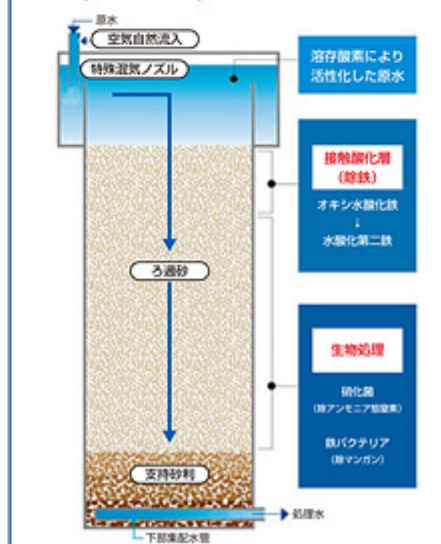 原水
空気自然流入
特殊混気ノズル
溶存酸素により
活性化した原水
接触酸化層
（除鉄）
オキシ水酸化鉄
↓
水酸化第二鉄
ろ過砂
生物処理
硝化菌
（除アンモニア態窒素）
鉄バクテリア
（除マンガン）
支持砂利
処理水
下部集配水管